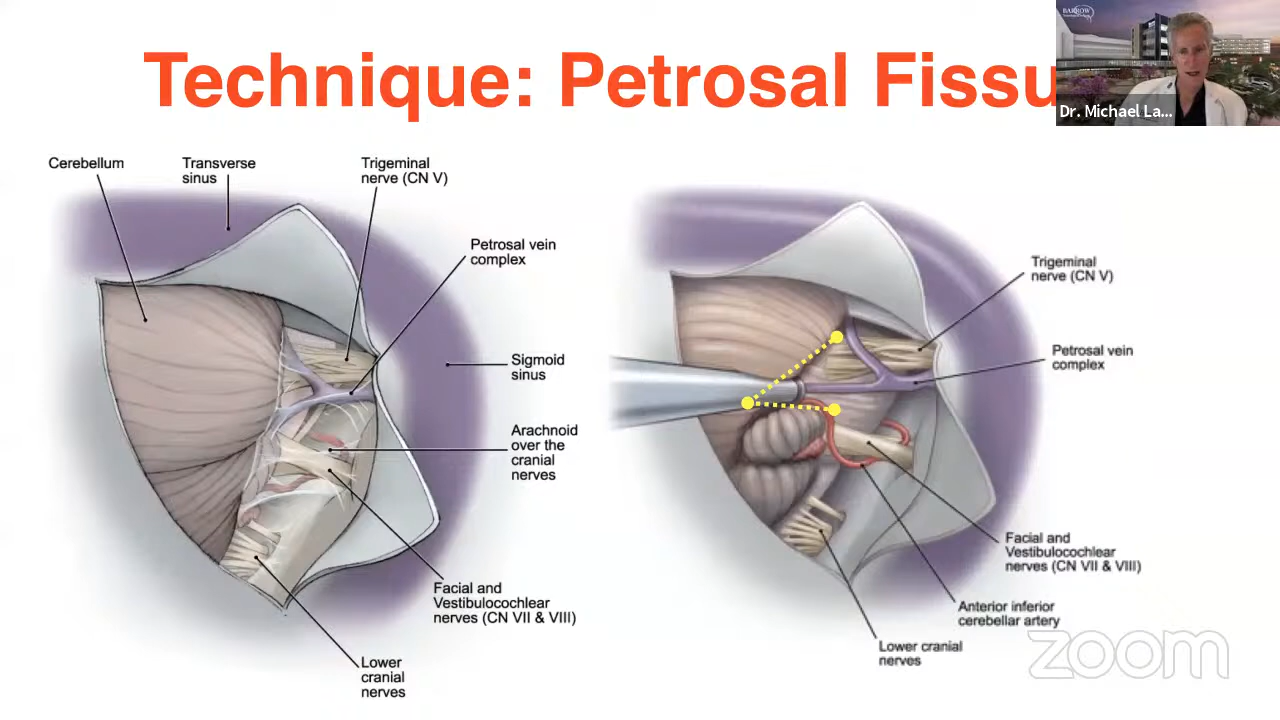 Technique: Petrosal Fissu
BARROW
Dr. Michael La...
Cerebellum
Transverse
sinus
Trigeminal
nerve (CN V)
Petrosal vein
complex
Sigmoid
sinus
Arachnoid
over the
cranial
nerves
Facial and
Vestibulocochlear
nerves (CN VII & VIII)
Lower
cranial
nerves
Trigeminal
nerve (CN V)
Petrosal vein
complex
Facial and
Vestibulocochlear
nerves (CN VII & VIII)
Anterior inferior
cerebellar artery
Lower cranial
nerves
zoom